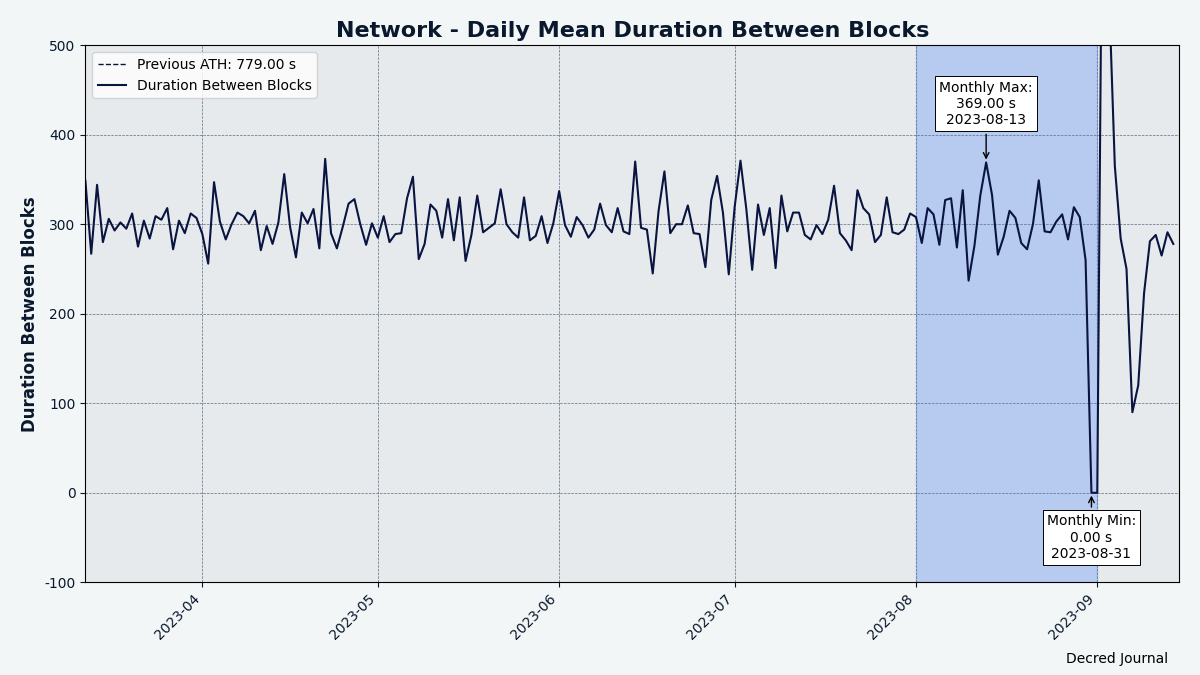 Network - Daily Mean Duration Between Blocks
Previous ATH: 779.00 s
Duration Between Blocks
Monthly Max:
369.00 s
2023-08-13
Duration Between Blocks
500
400
300
200
100
0
-100
Monthly Min:
0.00 s
2023-08-31
2023-04
2023-05
2023-06
2023-07
2023-08
2023-09
Decred Journal